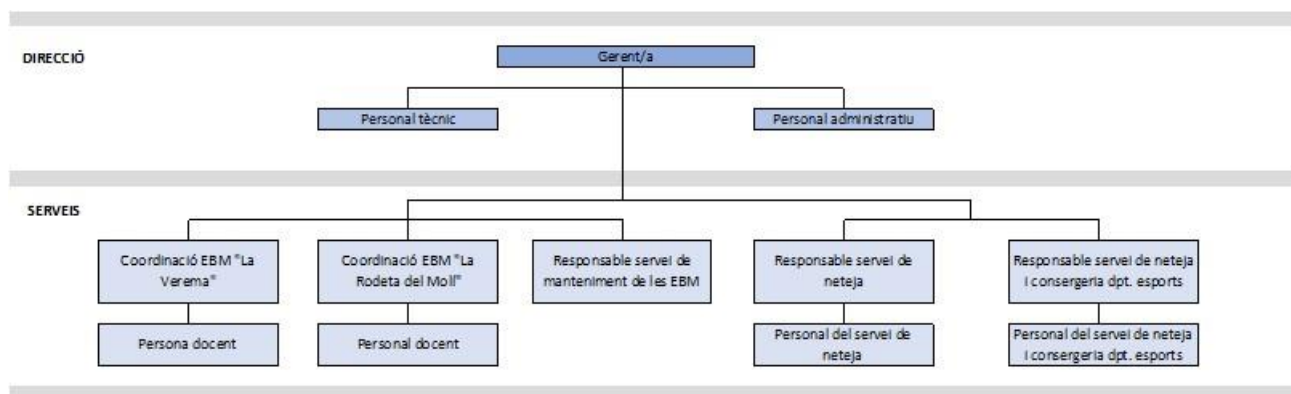 DIRECCIÓ
Gerent/a
Personal tècnic
Personal administratiu
SERVEIS
Coordinació EBM "La
Verema"
Coordinació EBM "La
Rodeta del Moll"
Responsable servei de
manteniment de les EBM
Responsable servei de
neteja
Responsable servei de neteja
i consergeria dpt. esports
Persona docent
Personal docent
Personal del servei de
neteja
Personal del servei de neteja
i consergeria dpt. esports